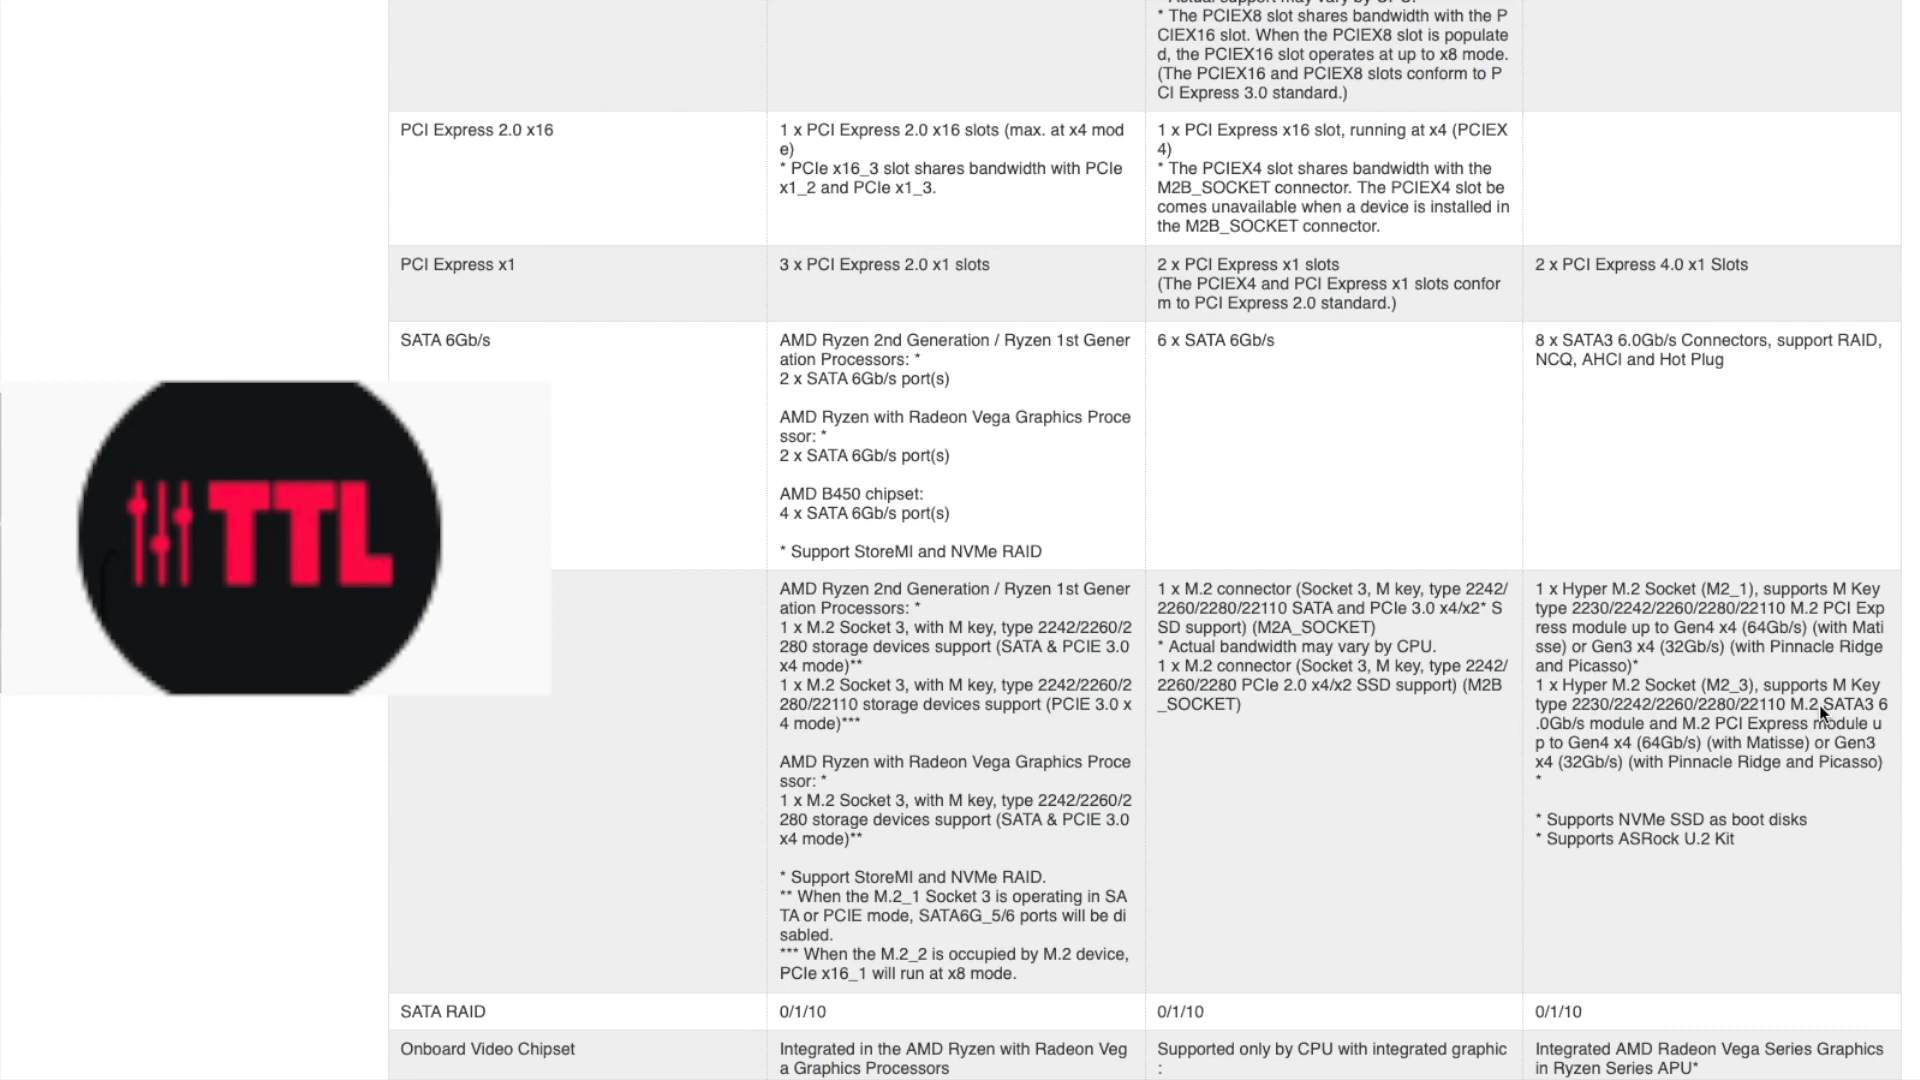 * The PCIEX8 slot shares bandwidth with the P
CIEX16 slot. When the PCIEX8 slot is populate
d, the PCIEX16 slot operates at up to x8 mode.
(The PCIEX16 and PCIEX8 slots conform to P
CI Express 3.0 standard.)
PCI Express 2.0 x16
1 x PCI Express 2.0 x16 slots (max. at x4 mod
e)
* PCIe x16_3 slot shares bandwidth with PCIe
x1_2 and PCIe x1_3.
1 x PCI Express x16 slot, running at x4 (PCIEX
4)
* The PCIEX4 slot shares bandwidth with the
M2B_SOCKET connector. The PCIEX4 slot be
comes unavailable when a device is installed in
the M2B_SOCKET connector.
PCI Express x1
3 x PCI Express 2.0 x1 slots
2 x PCI Express x1 slots
(The PCIEX4 and PCI Express x1 slots confor
m to PCI Express 2.0 standard.)
2 x PCI Express 4.0 x1 Slots
SATA 6Gb/s
AMD Ryzen 2nd Generation / Ryzen 1st Gener
ation Processors: *
2 x SATA 6Gb/s port(s)
AMD Ryzen with Radeon Vega Graphics Proce
ssor: *
2 x SATA 6Gb/s port(s)
AMD B450 chipset:
4 x SATA 6Gb/s port(s)
* Support StoreMI and NVMe RAID
6 x SATA 6Gb/s
8 x SATA3 6.0Gb/s Connectors, support RAID,
NCQ, AHCI and Hot Plug
TTL
AMD Ryzen 2nd Generation / Ryzen 1st Gener
ation Processors: *
1 x M.2 Socket 3, with M key, type 2242/2260/2
280 storage devices support (SATA & PCIE 3.0
x4 mode)**
1 x M.2 Socket 3, with M key, type 2242/2260/2
280/22110 storage devices support (PCIE 3.0 x
4 mode)***
AMD Ryzen with Radeon Vega Graphics Proce
ssor: *
1 x M.2 Socket 3, with M key, type 2242/2260/2
280 storage devices support (SATA & PCIE 3.0
x4 mode)**
* Support StoreMI and NVMe RAID.
** When the M.2_1 Socket 3 is operating in SA
TA or PCIE mode, SATA6G_5/6 ports will be di
sabled.
*** When the M.2_2 is occupied by M.2 device,
PCIe x16_1 will run at x8 mode.
1 x M.2 connector (Socket 3, M key, type 2242/
2260/2280/22110 SATA and PCIe 3.0 x4/x2* S
SD support) (M2A_SOCKET)
* Actual bandwidth may vary by CPU.
1 x M.2 connector (Socket 3, M key, type 2242/
2260/2280 PCIe 2.0 x4/x2 SSD support) (M2B
_SOCKET)
1 x Hyper M.2 Socket (M2_1), supports M Key
type 2230/2242/2260/2280/22110 M.2 PCI Exp
ress module up to Gen4 x4 (64Gb/s) (with Mati
sse) or Gen3 x4 (32Gb/s) (with Pinnacle Ridge
and Picasso)*
1 x Hyper M.2 Socket (M2_3), supports M Key
type 2230/2242/2260/2280/22110 M.2 SATA3 6
.0Gb/s module and M.2 PCI Express module u
p to Gen4 x4 (64Gb/s) (with Matisse) or Gen3
x4 (32Gb/s) (with Pinnacle Ridge and Picasso)
*
* Supports NVMe SSD as boot disks
* Supports ASRock U.2 Kit
SATA RAID
0/1/10
0/1/10
0/1/10
Onboard Video Chipset
Integrated in the AMD Ryzen with Radeon Veg
a Graphics Processors
Supported only by CPU with integrated graphic
:
Integrated AMD Radeon Vega Series Graphics
in Ryzen Series APU*